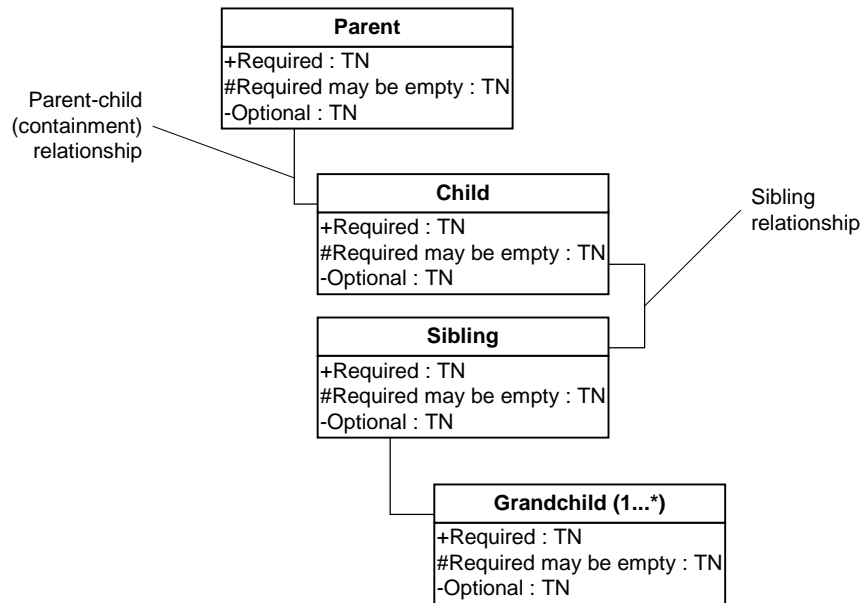 Parent
+Required : TN
#Required may be empty : TN
-Optional : TN
Parent-child
(containment)
relationship
Child
+Required : TN
#Required may be empty : TN
-Optional : TN
Sibling
relationship
Sibling
+Required : TN
#Required may be empty : TN
-Optional : TN
Grandchild (1...*)
+Required : TN
#Required may be empty : TN
-Optional : TN